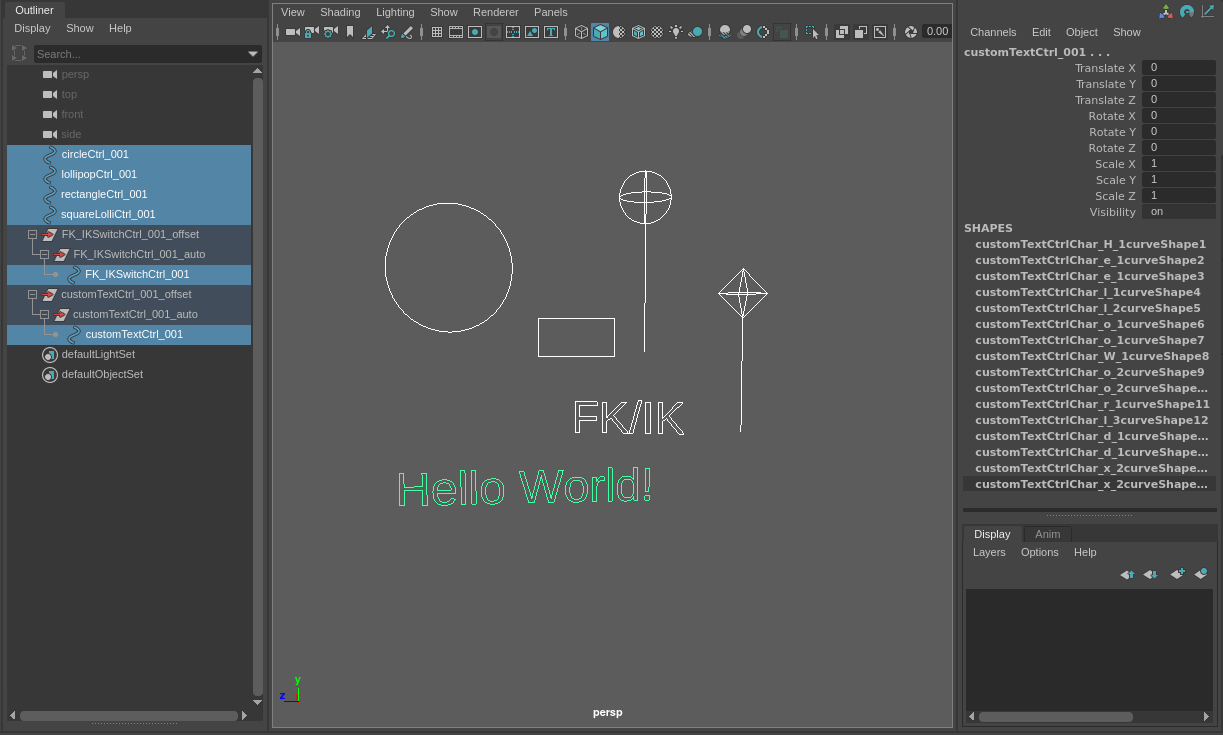 Outliner
Display Show Help
Search...
persp
top
front
side
circleCtrl_001
lollipopCtrl_001
rectangleCtrl_001
squareLolliCtrl_001
FK_IKSwitchCtrl_001_offset
FK_IKSwitchCtrl_001_auto
FK_IKSwitchCtrl_001
customTextCtrl_001_offset
customTextCtrl_001_auto
customTextCtrl_001
defaultLightSet
defaultObjectSet
View Shading Lighting Show Renderer Panels
0.00
FK/IK
Hello World!
y
z
persp
Channels Edit Object Show
customTextCtrl_001 . . .
Translate X 0
Translate Y 0
Translate Z 0
Rotate X 0
Rotate Y 0
Rotate Z 0
Scale X 1
Scale Y 1
Scale Z 1
Visibility on
SHAPES
customTextCtrlChar_H_1curveShape1
customTextCtrlChar_e_1curveShape2
customTextCtrlChar_e_1curveShape3
customTextCtrlChar_l_1curveShape4
customTextCtrlChar_l_2curveShape5
customTextCtrlChar_o_1curveShape6
customTextCtrlChar_o_1curveShape7
customTextCtrlChar_W_1curveShape8
customTextCtrlChar_o_2curveShape9
customTextCtrlChar_o_2curveShape...
customTextCtrlChar_r_1curveShape11
customTextCtrlChar_l_3curveShape12
customTextCtrlChar_d_1curveShape...
customTextCtrlChar_d_1curveShape...
customTextCtrlChar_x_2curveShape...
customTextCtrlChar_x_2curveShape...
Display Anim
Layers Options Help